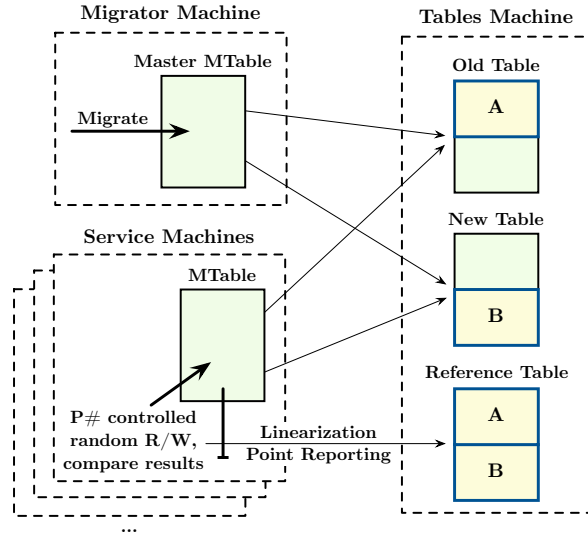 Migrator Machine
Tables Machine
Master MTable
Old Table
A
Migrate
New Table
B
Service Machines
MTable
Reference Table
A
P# controlled
random R/W,
compare results
Linearization
Point Reporting
B
...